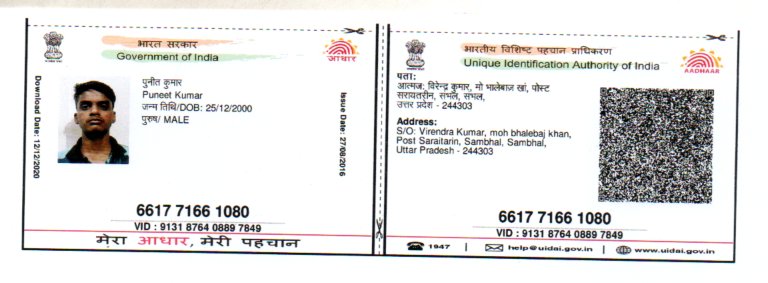 भारत सरकार
Government of India
आधार
Download Date: 12/12/2020
पुनीत कुमार
Puneet Kumar
जन्म तिथि/DOB: 25/12/2000
पुरुष/ MALE
Issue Date: 27/08/2016
6617 7166 1080
VID : 9131 8764 0889 7849
मेरा आधार, मेरी पहचान
भारतीय विशिष्ट पहचान प्राधिकरण
Unique Identification Authority of India
AADHAAR
पता:
आत्मज: विरेन्द्र कुमार, मो भालेबाज खां, पोस्ट
सरायतरीन, संभल, संभल,
उत्तर प्रदेश - 244303
Address:
S/O: Virendra Kumar, moh bhalebaj khan,
Post Saraitarin, Sambhal, Sambhal,
Uttar Pradesh - 244303
6617 7166 1080
VID : 9131 8764 0889 7849
1947 | help@uidai.gov.in | www.uidai.gov.in